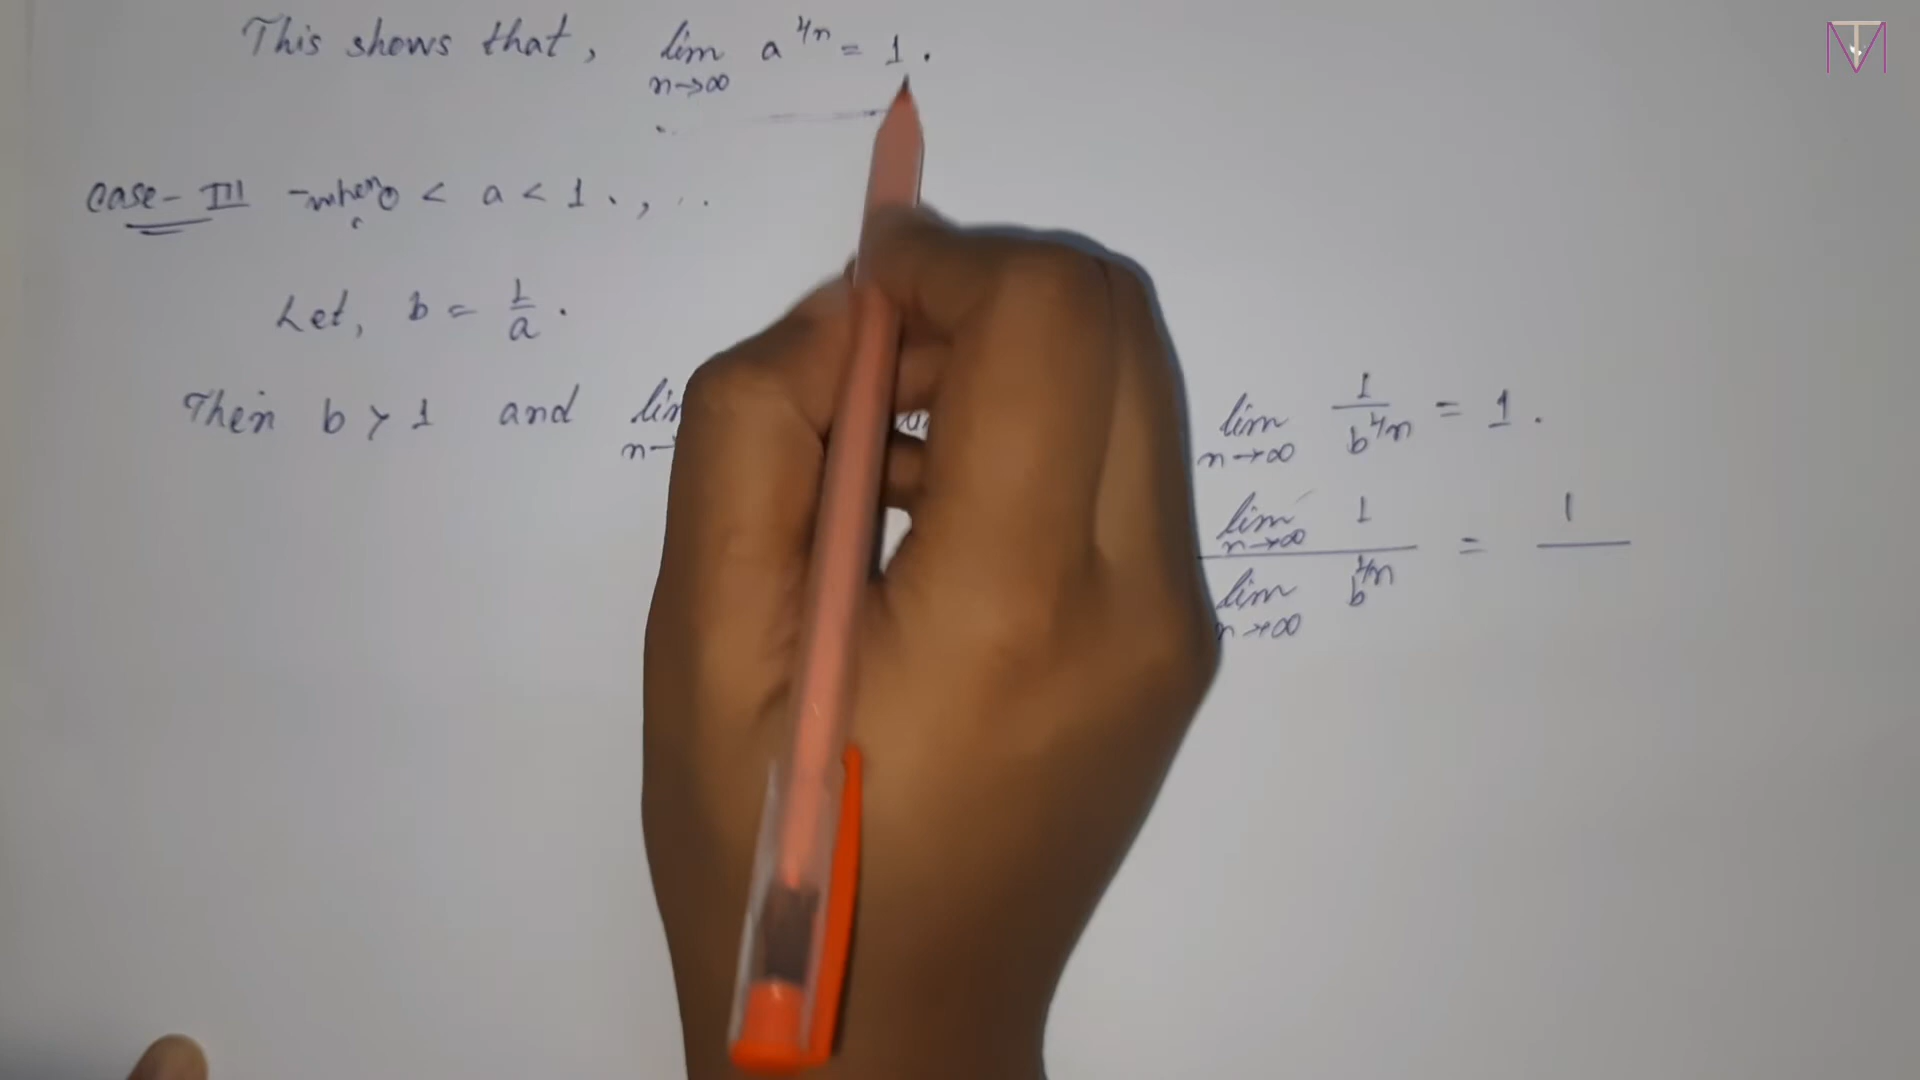 This shows that, lim a^1/n = 1.
n→∞
Case-III when 0 < a < 1.,
Let, b = 1/a.
Then b > 1 and lim lim 1/b^1/n = 1.
n→ n→∞
lim 1 = 1
n→∞
lim b^1/n
n→∞